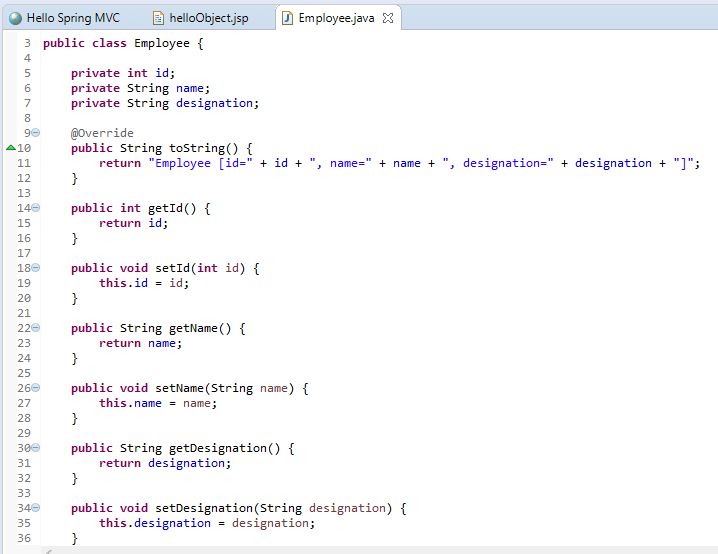 Hello Spring MVC helloObject.jsp Employee.java
3 public class Employee {
4
5     private int id;
6     private String name;
7     private String designation;
8
9     @Override
10     public String toString() {
11         return "Employee [id=" + id + ", name=" + name + ", designation=" + designation + "]";
12     }
13
14     public int getId() {
15         return id;
16     }
17
18     public void setId(int id) {
19         this.id = id;
20     }
21
22     public String getName() {
23         return name;
24     }
25
26     public void setName(String name) {
27         this.name = name;
28     }
29
30     public String getDesignation() {
31         return designation;
32     }
33
34     public void setDesignation(String designation) {
35         this.designation = designation;
36     }